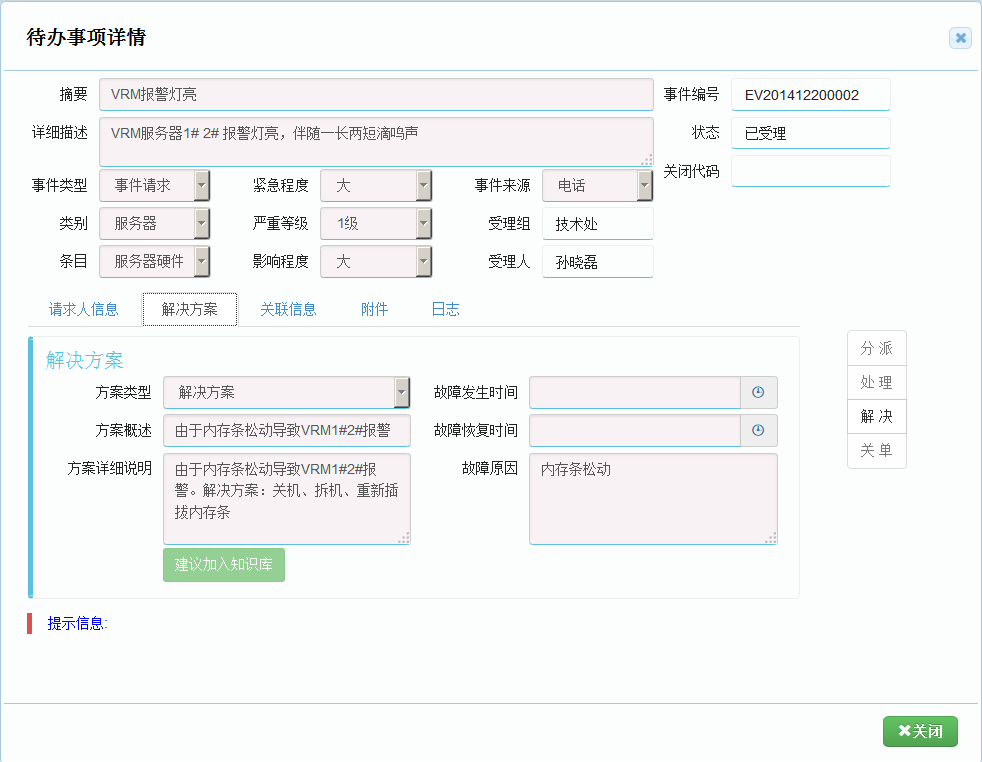 待办事项详情
摘要 VRM报警灯亮 事件编号 EV201412200002
详细描述 VRM服务器1# 2# 报警灯亮，伴随一长两短滴呜声 状态 已受理
关闭代码
事件类型 事件请求 紧急程度 大 事件来源 电话
类别 服务器 严重等级 1级 受理组 技术处
条目 服务器硬件 影响程度 大 受理人 孙晓磊
请求人信息 解决方案 关联信息 附件 日志
解决方案
方案类型 解决方案 故障发生时间
方案概述 由于内存条松动导致VRM1#2#报警 故障恢复时间
方案详细说明 由于内存条松动导致VRM1#2#报
警。解决方案：关机、拆机、重新插
拔内存条
故障原因 内存条松动
建议加入知识库
分 派
处 理
解 决
关 单
提示信息:
关闭